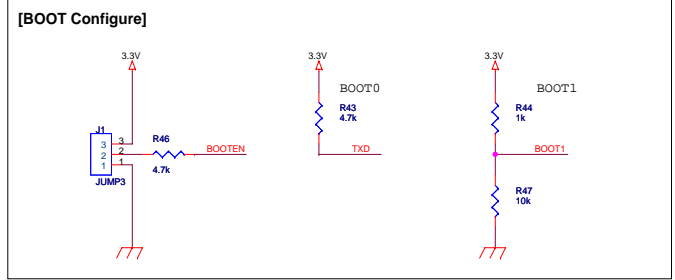 [BOOT Configure]
3.3V
3.3V
3.3V
BOOT0
BOOT1
R43
4.7k
R44
1k
J1
3
2
1
3
2
1
R46
BOOTEN
TXD
BOOT1
4.7k
JUMP3
R47
10k